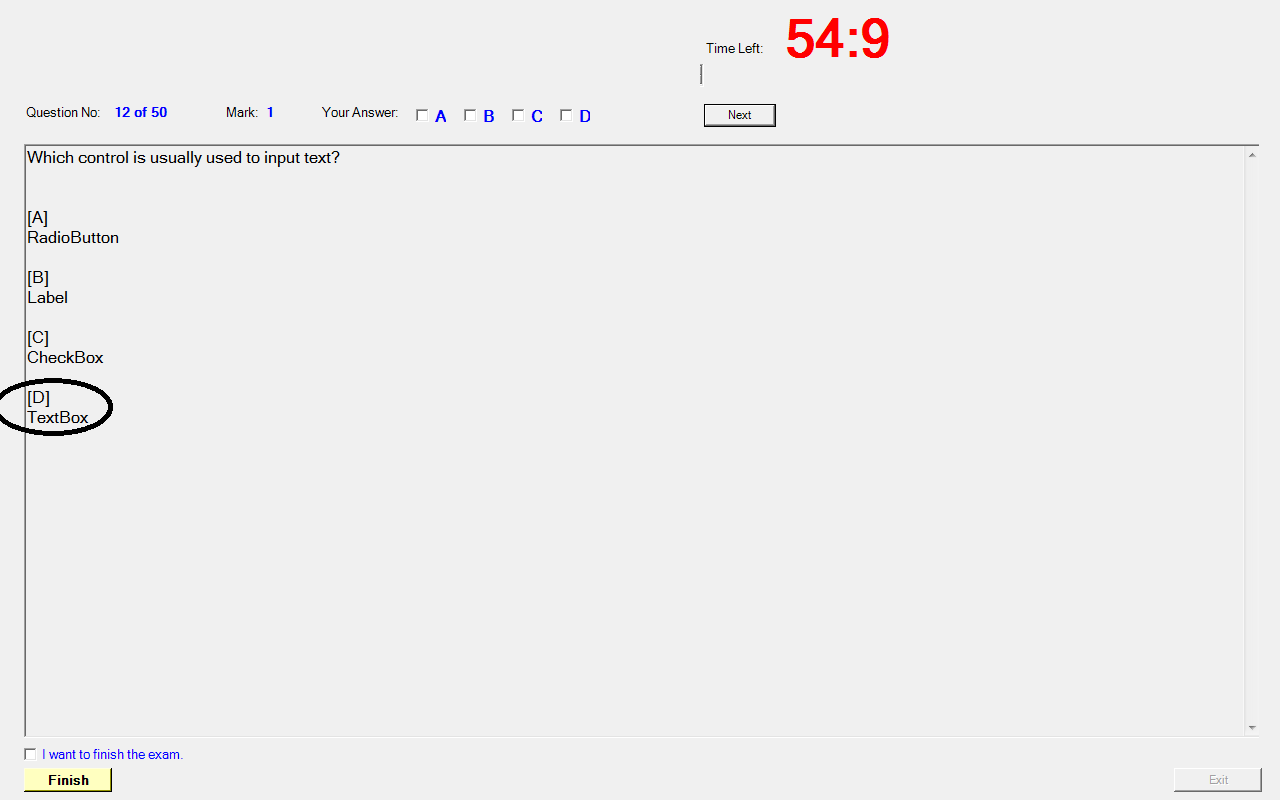 Time Left: 54:9
Question No: 12 of 50 Mark: 1 Your Answer: A B C D Next
Which control is usually used to input text?
[A]
RadioButton
[B]
Label
[C]
CheckBox
[D]
TextBox
I want to finish the exam.
Finish Exit